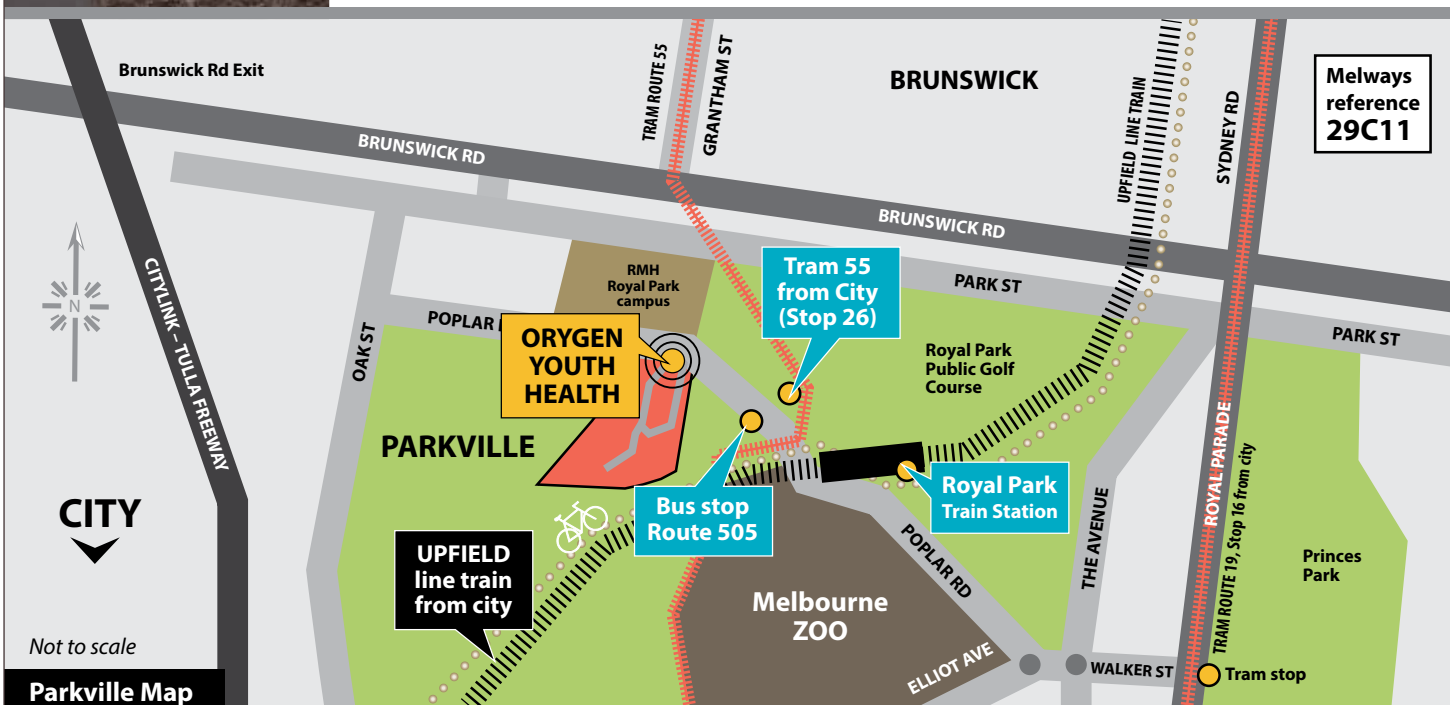 Brunswick Rd Exit
TRAM ROUTE 55
GRANTHAM ST
BRUNSWICK
UPFIELD LINE TRAIN
SYDNEY RD
Melways
reference
29C11
BRUNSWICK RD
BRUNSWICK RD
CITYLINK – TULLA FREEWAY
N
RMH
Royal Park
campus
Tram 55
from City
(Stop 26)
PARK ST
PARK ST
OAK ST
POPLAR
ORYGEN
YOUTH
HEALTH
Royal Park
Public Golf
Course
PARKVILLE
ROYAL PARADE
TRAM ROUTE 19, Stop 16 from city
CITY
Bus stop
Route 505
Royal Park
Train Station
THE AVENUE
POPLAR RD
UPFIELD
line train
from city
Princes
Park
Melbourne
ZOO
Not to scale
ELLIOT AVE
WALKER ST
Tram stop
Parkville Map